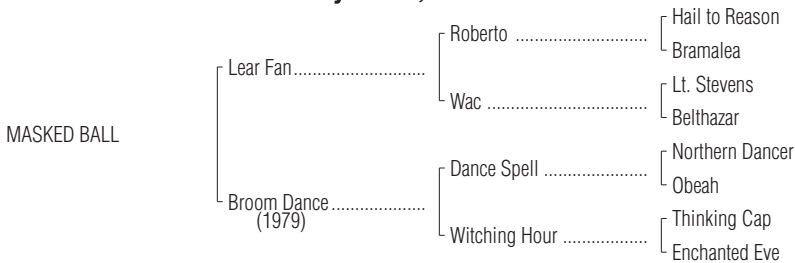 Hail to Reason
Roberto ............................
Bramalea
Lear Fan............................
Lt. Stevens
Wac ..................................
Belthazar
MASKED BALL
Northern Dancer
Dance Spell ......................
Obeah
Broom Dance....................
(1979)
Thinking Cap
Witching Hour ..................
Enchanted Eve